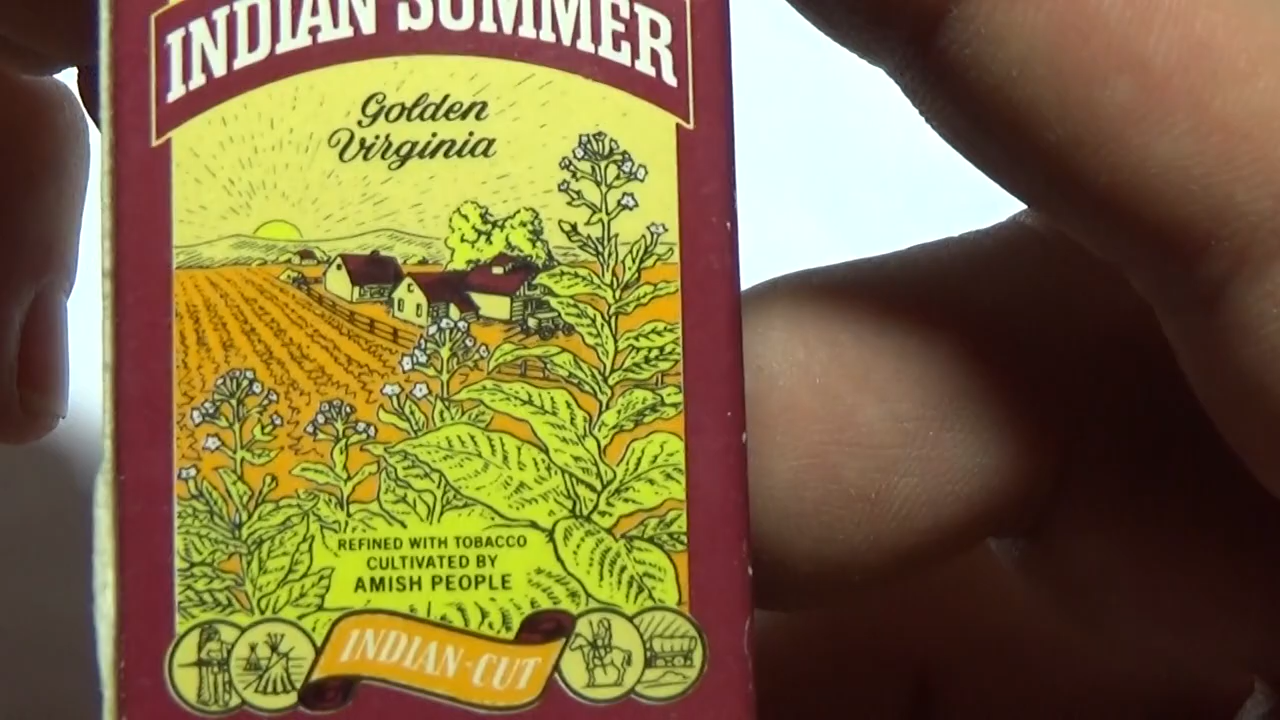 INDIAN SUMMER
Golden
Virginia
REFINED WITH TOBACCO
CULTIVATED BY
AMISH PEOPLE
INDIAN-CUT